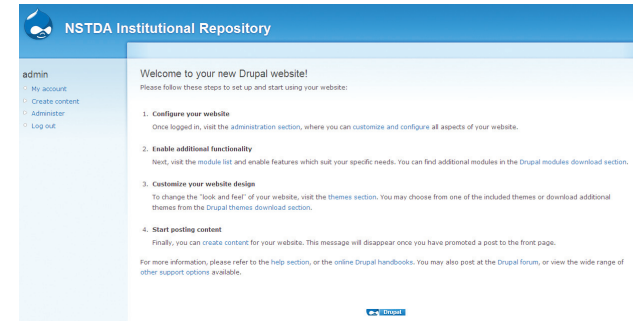 NSTDA Institutional Repository
admin
My account
Create content
Administer
Log out
Welcome to your new Drupal website!
Please follow these steps to set up and start using your website:
1. Configure your website
Once logged in, visit the administration section, where you can customize and configure all aspects of your website.
2. Enable additional functionality
Next, visit the module list and enable features which suit your specific needs. You can find additional modules in the Drupal modules download section.
3. Customize your website design
To change the "look and feel" of your website, visit the themes section. You may choose from one of the included themes or download additional
themes from the Drupal themes download section.
4. Start posting content
Finally, you can create content for your website. This message will disappear once you have promoted a post to the front page.
For more information, please refer to the help section, or the online Drupal handbooks. You may also post at the Drupal forum, or view the wide range of
other support options available.
Drupal